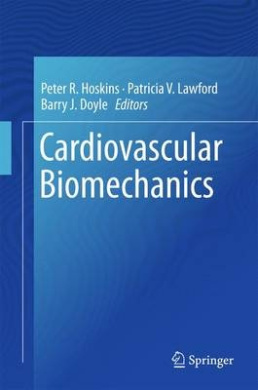 Peter R. Hoskins · Patricia V. Lawford
Barry J. Doyle Editors
Cardiovascular
Biomechanics
Springer